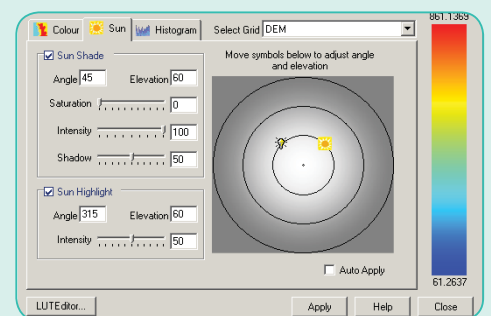 Colour Sun Histogram Select Grid DEM
861.1369
Sun Shade
Angle 45 Elevation 60
Saturation 0
Intensity 100
Shadow 50
Sun Highlight
Angle 315 Elevation 60
Intensity 50
Move symbols below to adjust angle
and elevation
Auto Apply
61.2637
LUTEditor... Apply Help Close